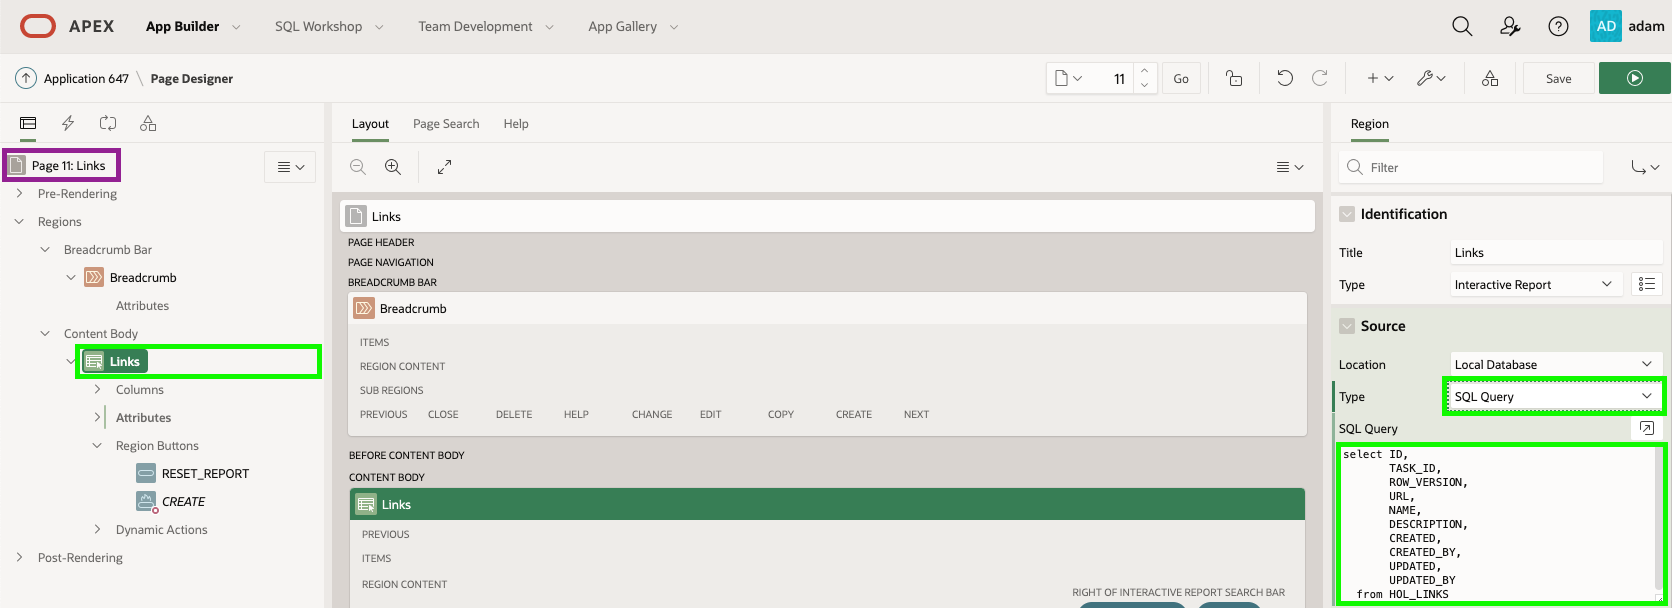 APEX App Builder SQL Workshop Team Development App Gallery AD adam
Application 647 \ Page Designer 11 Go Save
Layout Page Search Help
Region
Page 11: Links
Pre-Rendering
Regions
Breadcrumb Bar
Breadcrumb
Attributes
Content Body
Links
Columns
Attributes
Region Buttons
RESET_REPORT
CREATE
Dynamic Actions
Post-Rendering
Links
PAGE HEADER
PAGE NAVIGATION
BREADCRUMB BAR
Breadcrumb
ITEMS
REGION CONTENT
SUB REGIONS
PREVIOUS CLOSE DELETE HELP CHANGE EDIT COPY CREATE NEXT
BEFORE CONTENT BODY
CONTENT BODY
Links
PREVIOUS
ITEMS
REGION CONTENT
RIGHT OF INTERACTIVE REPORT SEARCH BAR
Filter
Identification
Title Links
Type Interactive Report
Source
Location Local Database
Type SQL Query
SQL Query
select ID,
TASK_ID,
ROW_VERSION,
URL,
NAME,
DESCRIPTION,
CREATED,
CREATED_BY,
UPDATED,
UPDATED_BY
from HOL_LINKS